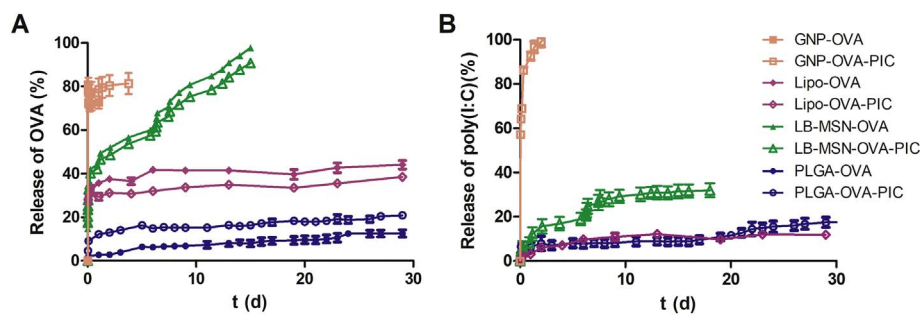 A
Release of OVA (%)
100
80
60
40
20
0
0
10
20
30
t (d)
B
Release of poly(I:C)(%)
100
80
60
40
20
0
0
10
20
30
t (d)
GNP-OVA
GNP-OVA-PIC
Lipo-OVA
Lipo-OVA-PIC
LB-MSN-OVA
LB-MSN-OVA-PIC
PLGA-OVA
PLGA-OVA-PIC